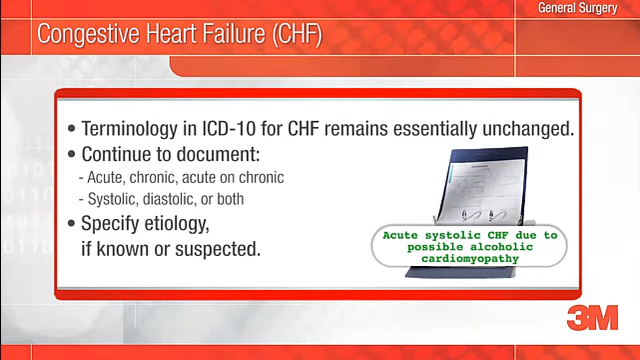 General Surgery
Congestive Heart Failure (CHF)
• Terminology in ICD-10 for CHF remains essentially unchanged.
• Continue to document:
- Acute, chronic, acute on chronic
- Systolic, diastolic, or both
• Specify etiology,
if known or suspected.
Acute systolic CHF due to
possible alcoholic
cardiomyopathy
3M